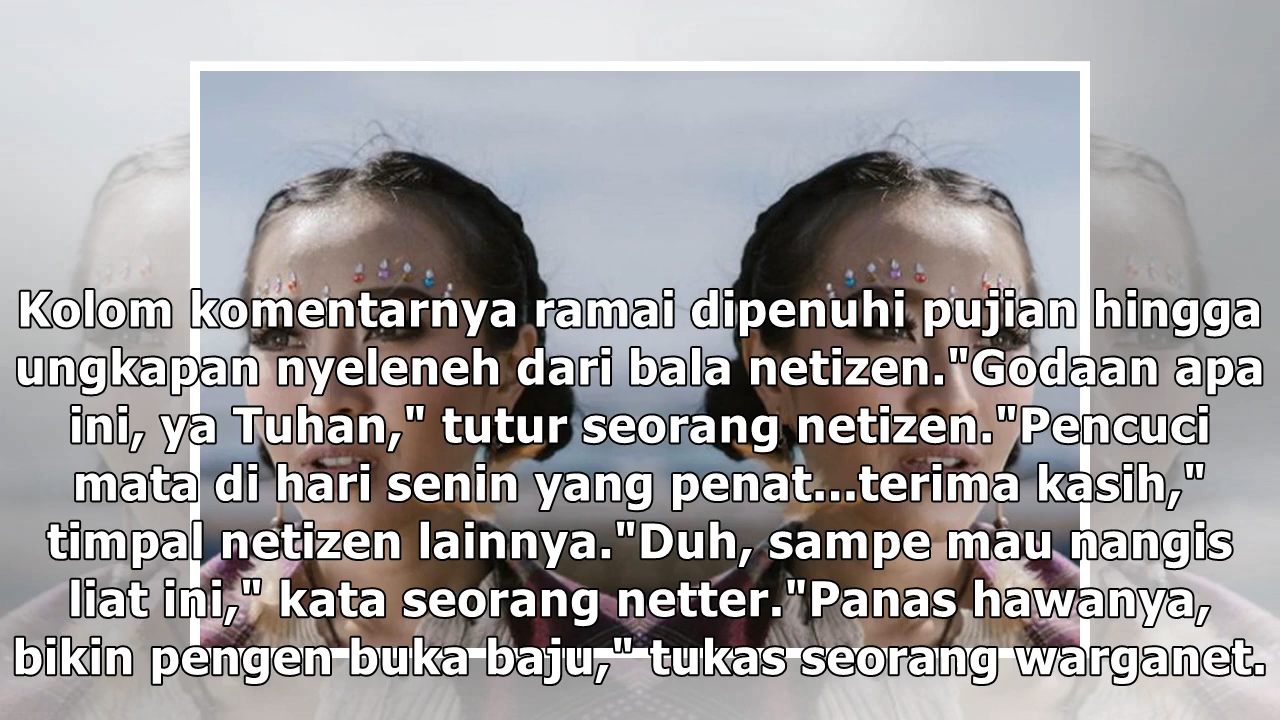 Kolom komentarnya ramai dipenuhi pujian hingga
ungkapan nyeleneh dari bala netizen."Godaan apa
ini, ya Tuhan," tutur seorang netizen."Pencuci
mata di hari senin yang penat...terima kasih,"
timpal netizen lainnya."Duh, sampe mau nangis
liat ini," kata seorang netter."Panas hawanya,
bikin pengen buka baju," tukas seorang warganet.